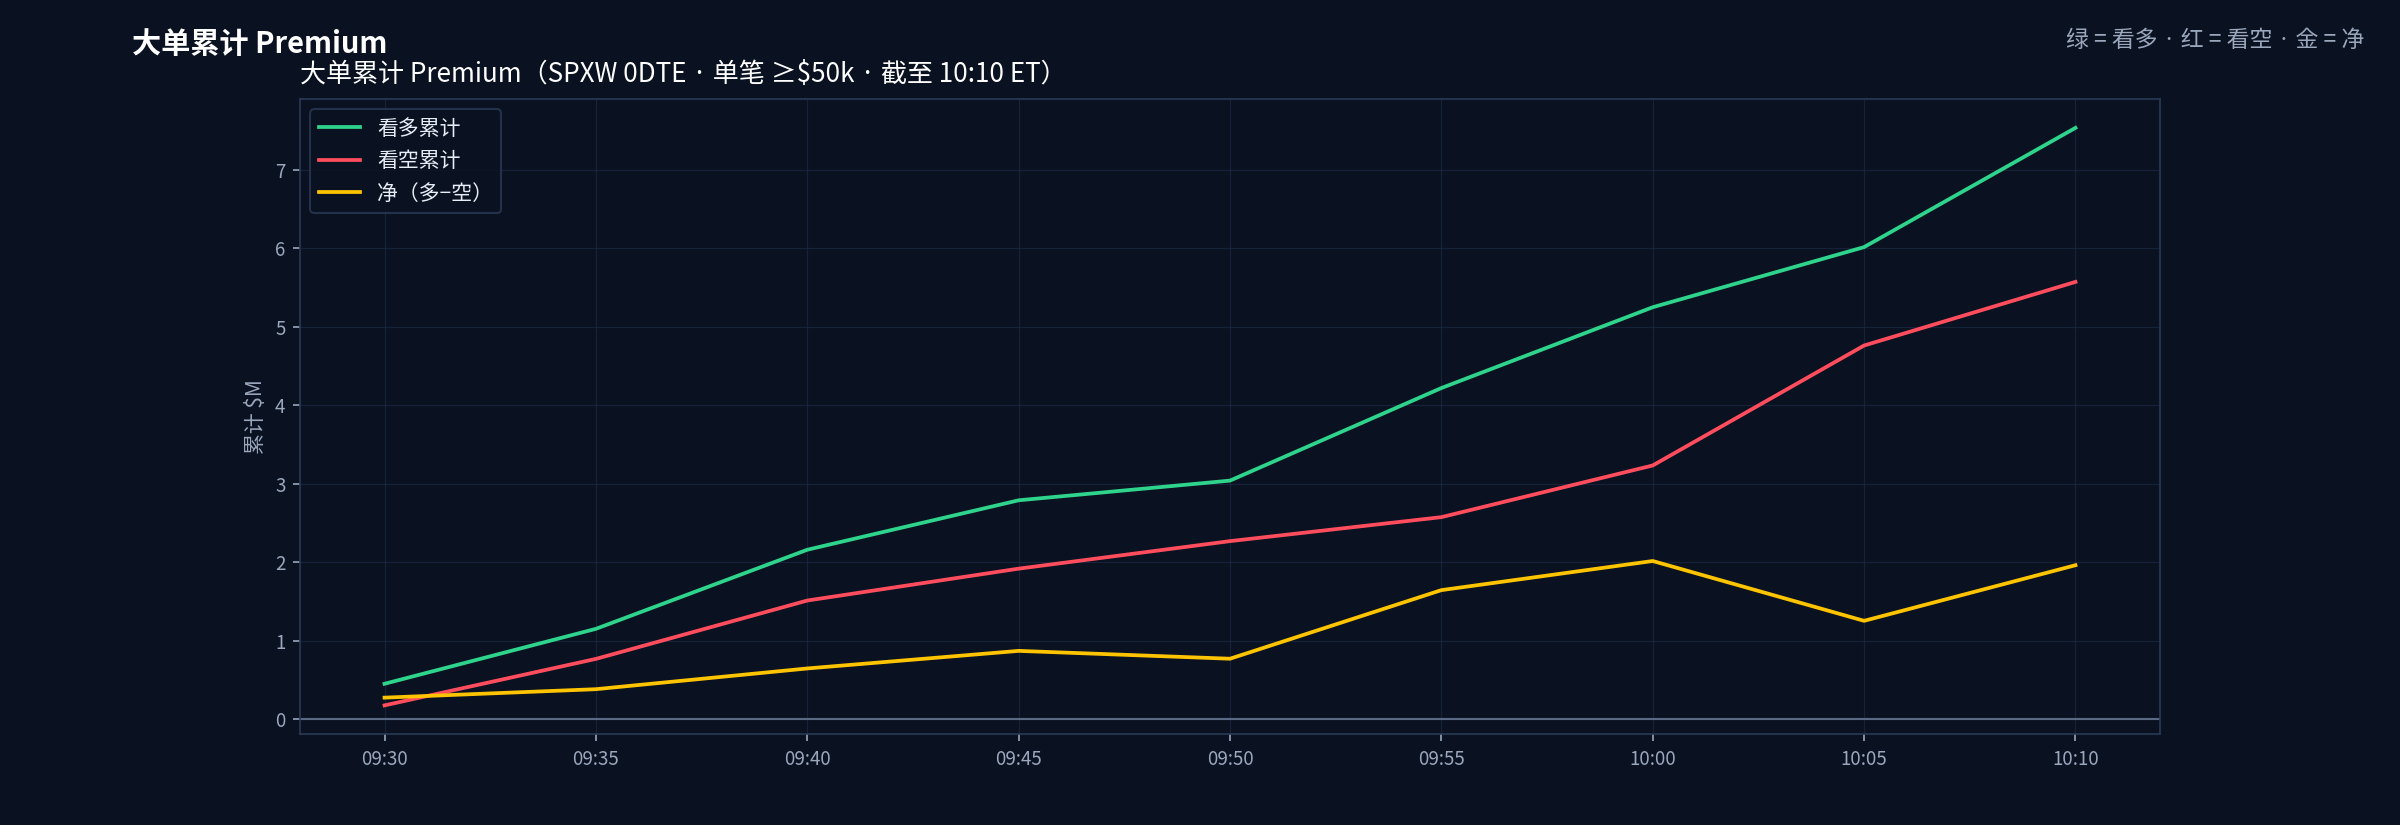 大单累计 Premium
绿 = 看多 · 红 = 看空 · 金 = 净
大单累计 Premium（SPXW 0DTE · 单笔 ≥$50k · 截至 10:10 ET）
看多累计
看空累计
净（多−空）
累计 $M
7
6
5
4
3
2
1
0
09:30 09:35 09:40 09:45 09:50 09:55 10:00 10:05 10:10